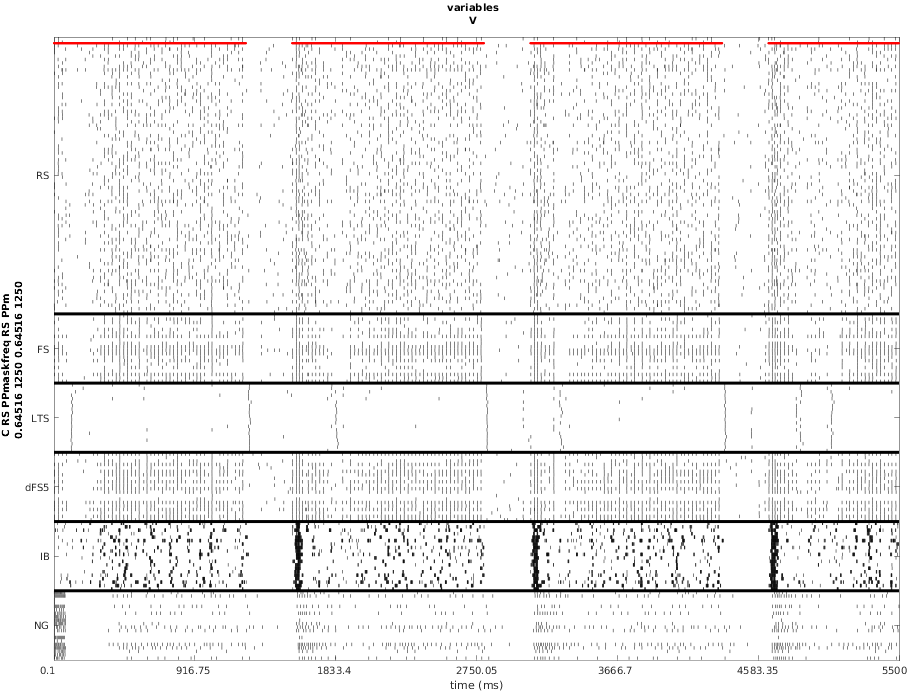 variables
V
C RS PPmaskfreq RS PPm
0.64516 1250 0.64516 1250
RS
FS
LTS
dFS5
IB
NG
0.1 916.75 1833.4 2750.05 3666.7 4583.35 5500
time (ms)